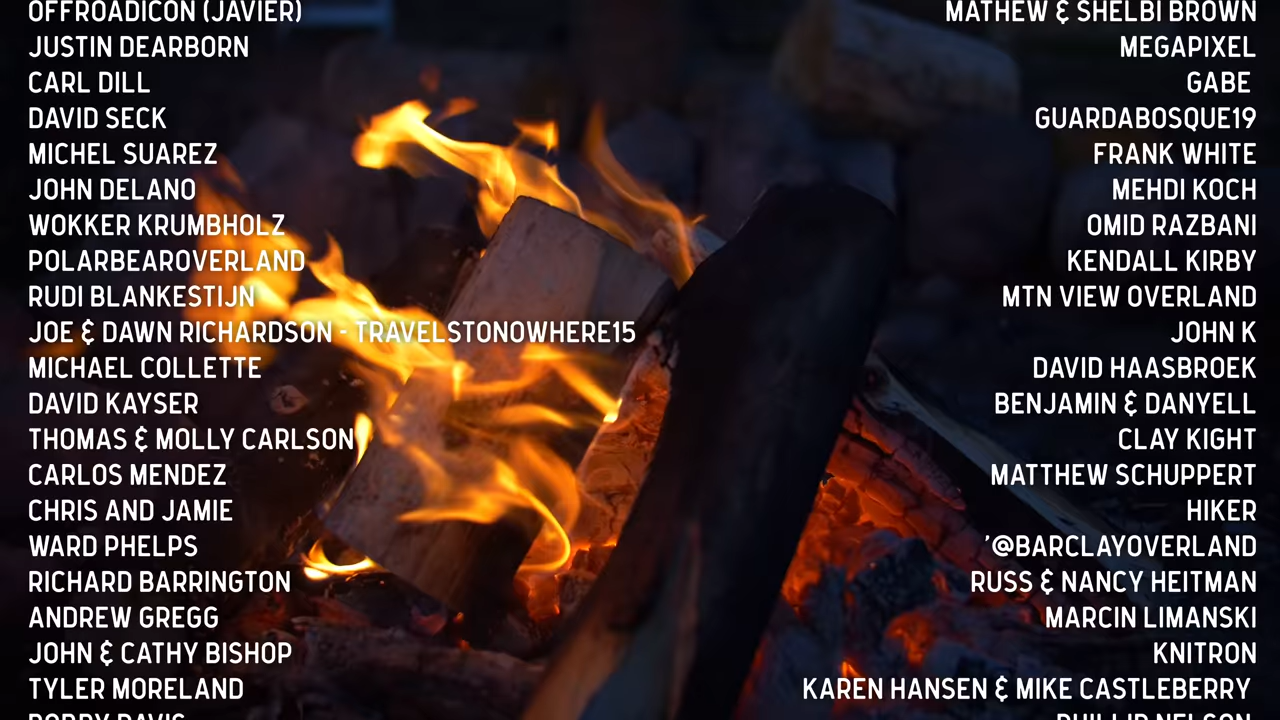 OFFROADICON (JAVIER)
JUSTIN DEARBORN
CARL DILL
DAVID SECK
MICHEL SUAREZ
JOHN DELANO
WOKKER KRUMBHOLZ
POLARBEAROVERLAND
RUDI BLANKESTIJN
JOE & DAWN RICHARDSON - TRAVELSTONOWHERE15
MICHAEL COLLETTE
DAVID KAYSER
THOMAS & MOLLY CARLSON
CARLOS MENDEZ
CHRIS AND JAMIE
WARD PHELPS
RICHARD BARRINGTON
ANDREW GREGG
JOHN & CATHY BISHOP
TYLER MORELAND
BOBBY DAVIS
MATHEW & SHELBI BROWN
MEGAPIXEL
GABE
GUARDABOSQUE19
FRANK WHITE
MEHDI KOCH
OMID RAZBANI
KENDALL KIRBY
MTN VIEW OVERLAND
JOHN K
DAVID HAASBROEK
BENJAMIN & DANYELL
CLAY KIGHT
MATTHEW SCHUPPERT
HIKER
'@BARCLAYOVERLAND
RUSS & NANCY HEITMAN
MARCIN LIMANSKI
KNITRON
KAREN HANSEN & MIKE CASTLEBERRY
PHILLIP NELSON